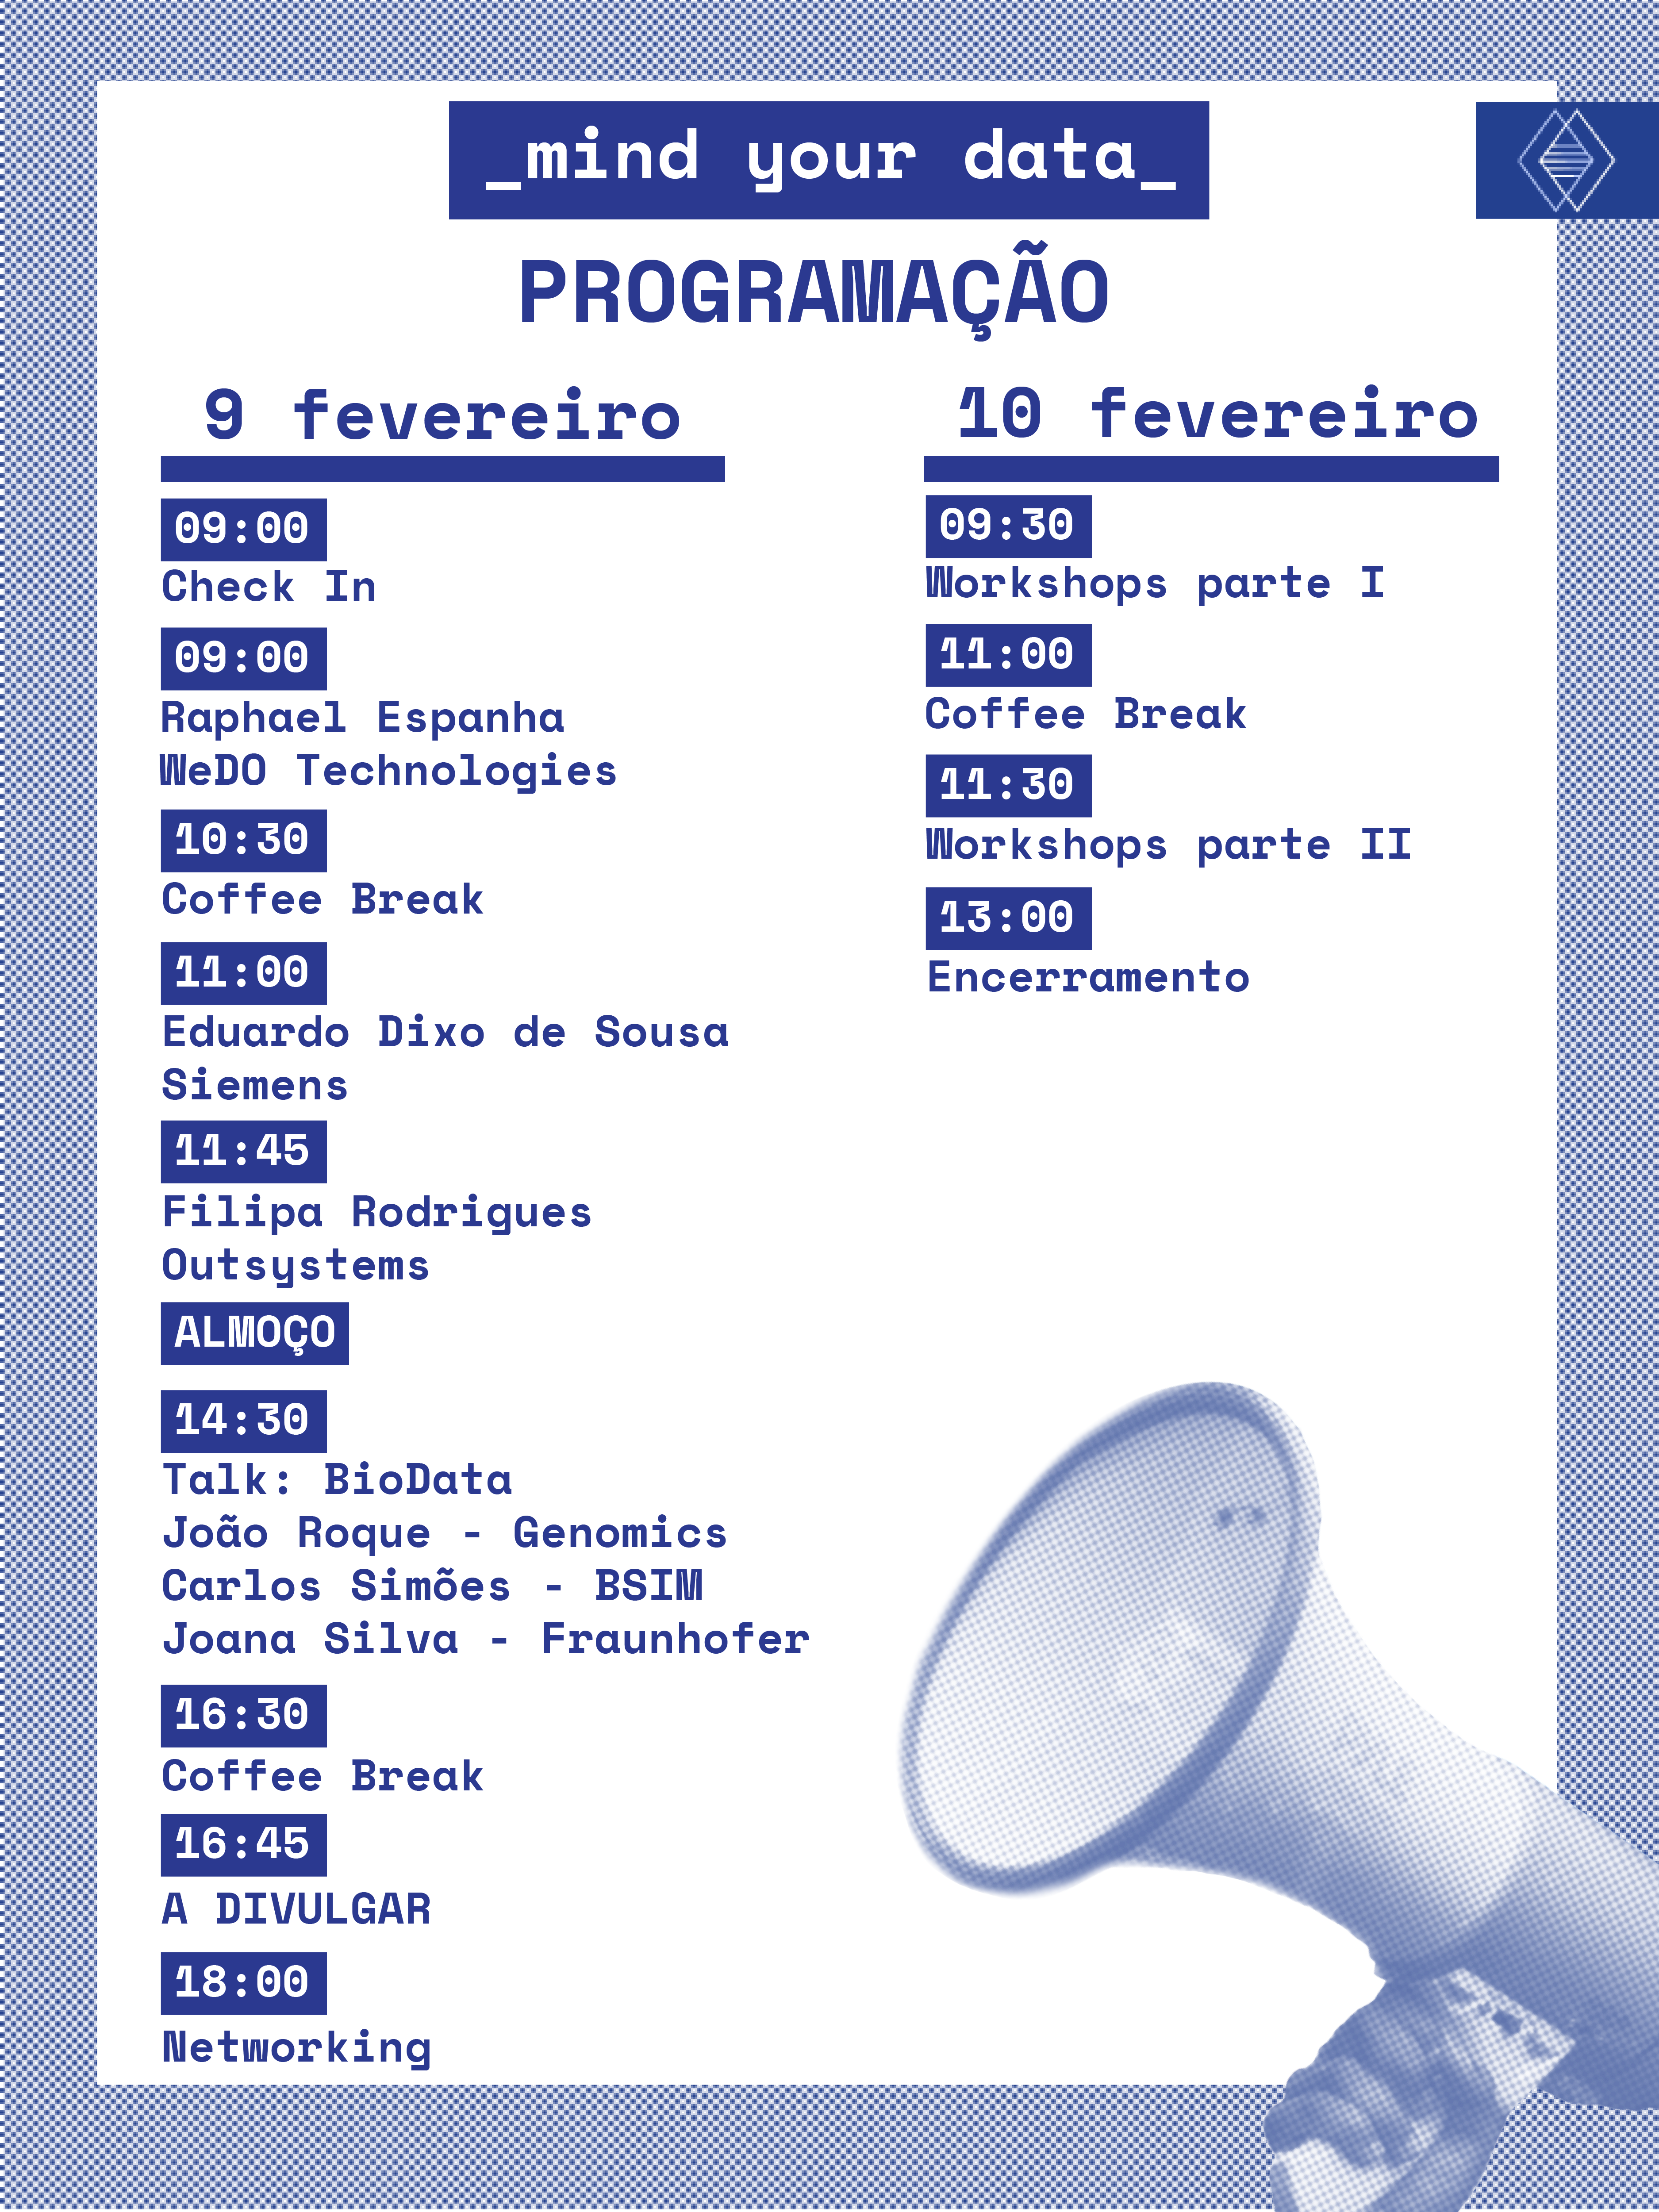 _mind your data_
PROGRAMAÇÃO
9 fevereiro
09:00
Check In
09:00
Raphael Espanha
WeDO Technologies
10:30
Coffee Break
11:00
Eduardo Dixo de Sousa
Siemens
11:45
Filipa Rodrigues
Outsystems
ALMOÇO
14:30
Talk: BioData
João Roque - Genomics
Carlos Simões - BSIM
Joana Silva - Fraunhofer
16:30
Coffee Break
16:45
A DIVULGAR
18:00
Networking
10 fevereiro
09:30
Workshops parte I
11:00
Coffee Break
11:30
Workshops parte II
13:00
Encerramento